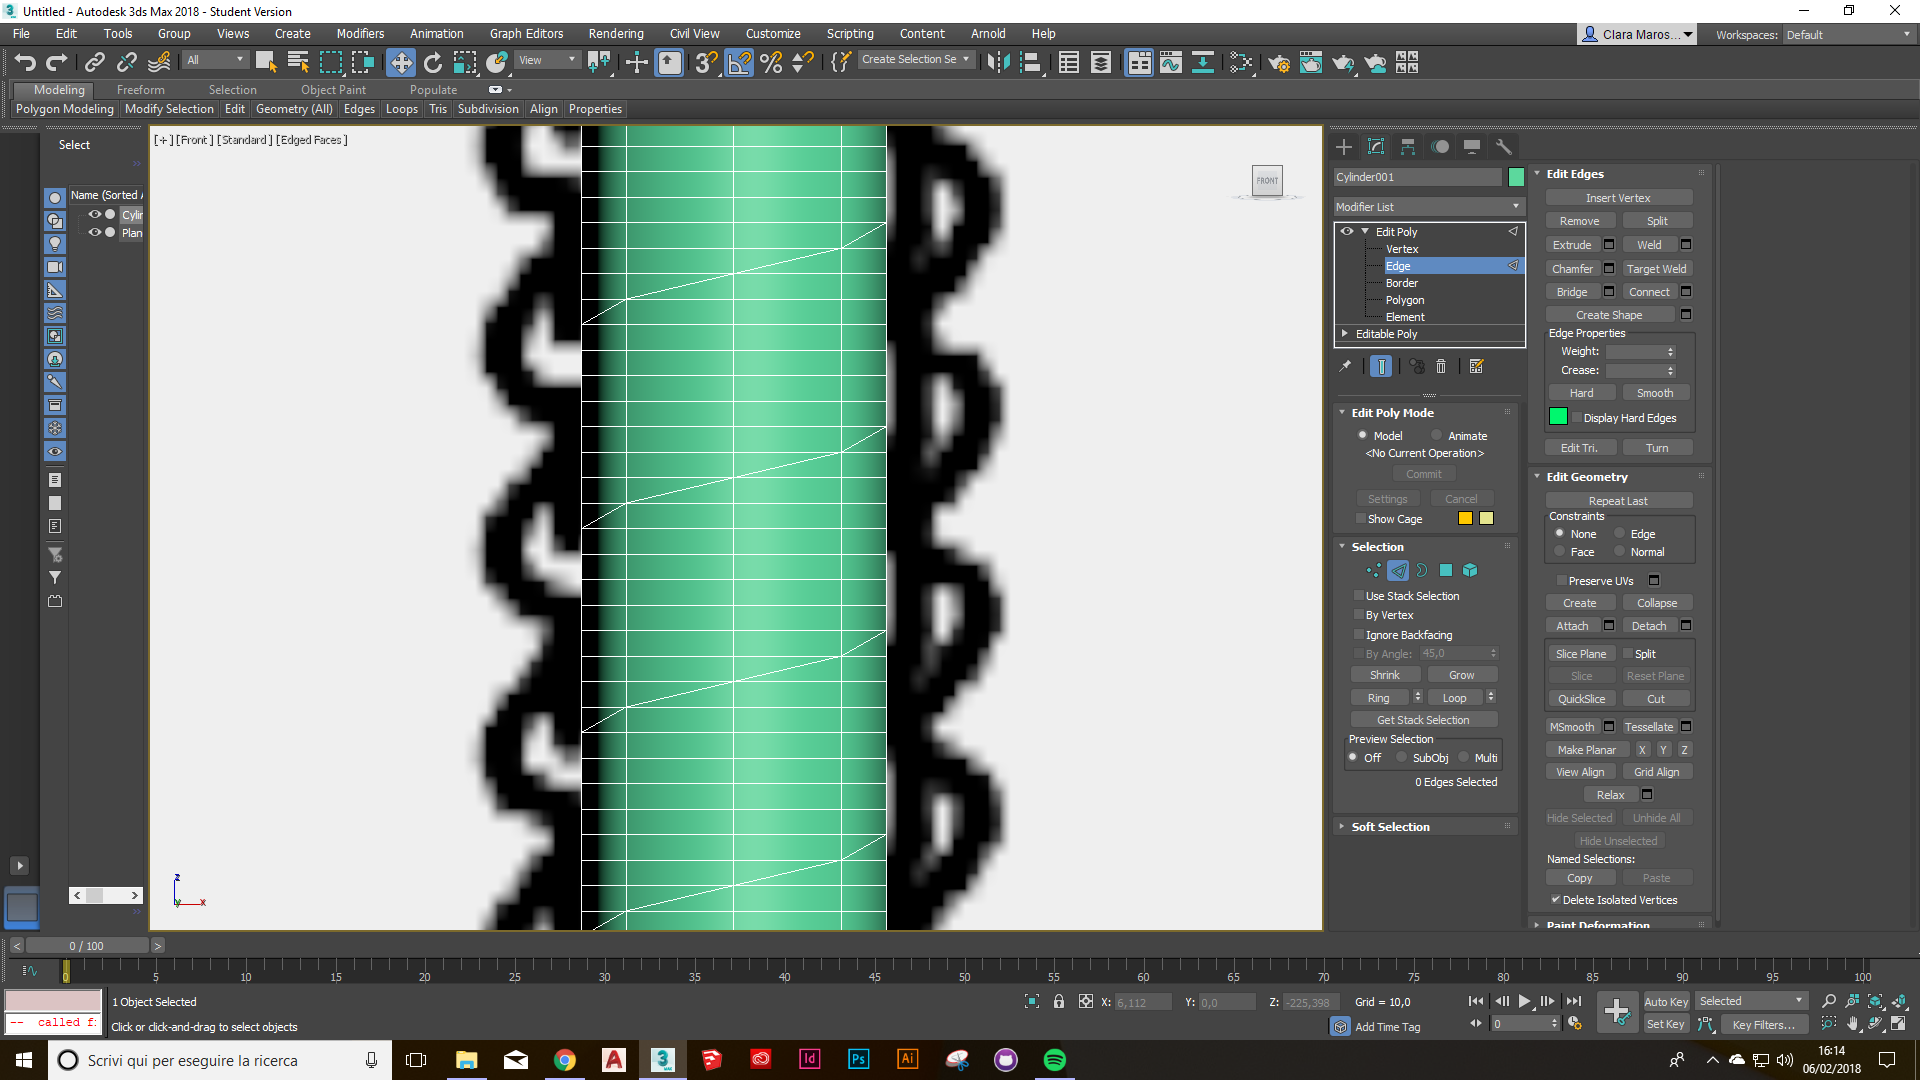 Untitled - Autodesk 3ds Max 2018 - Student Version
File Edit Tools Group Views Create Modifiers Animation Graph Editors Rendering Civil View Customize Scripting Content Arnold Help
Clara Maros... Workspaces: Default
All View Create Selection Se
Modeling Freeform Selection Object Paint Populate
Polygon Modeling Modify Selection Edit Geometry (All) Edges Loops Tris Subdivision Align Properties
Select
Name (Sorted A
Cylin
Plan
[+] [Front ] [Standard ] [Edged Faces ]
FRONT
z
y x
Cylinder001
Modifier List
Edit Poly
Vertex
Edge
Border
Polygon
Element
Editable Poly
Edit Poly Mode
Model Animate
<No Current Operation>
Commit
Settings Cancel
Show Cage
Selection
Use Stack Selection
By Vertex
Ignore Backfacing
By Angle: 45,0
Shrink Grow
Ring Loop
Get Stack Selection
Preview Selection
Off SubObj Multi
0 Edges Selected
Soft Selection
Edit Edges
Insert Vertex
Remove Split
Extrude Weld
Chamfer Target Weld
Bridge Connect
Create Shape
Edge Properties
Weight:
Crease:
Hard Smooth
Display Hard Edges
Edit Tri. Turn
Edit Geometry
Repeat Last
Constraints
None Edge
Face Normal
Preserve UVs
Create Collapse
Attach Detach
Slice Plane Split
Slice Reset Plane
QuickSlice Cut
MSmooth Tessellate
Make Planar X Y Z
View Align Grid Align
Relax
Hide Selected Unhide All
Hide Unselected
Named Selections:
Copy Paste
Delete Isolated Vertices
Paint Deformation
< 0 / 100 >
0 5 10 15 20 25 30 35 40 45 50 55 60 65 70 75 80 85 90 95 100
1 Object Selected X: 6,112 Y: 0,0 Z: -225,398 Grid = 10,0 Auto Key Selected
-- called f: Click or click-and-drag to select objects Add Time Tag 0 Set Key Key Filters...
Scrivi qui per eseguire la ricerca
16:14
06/02/2018